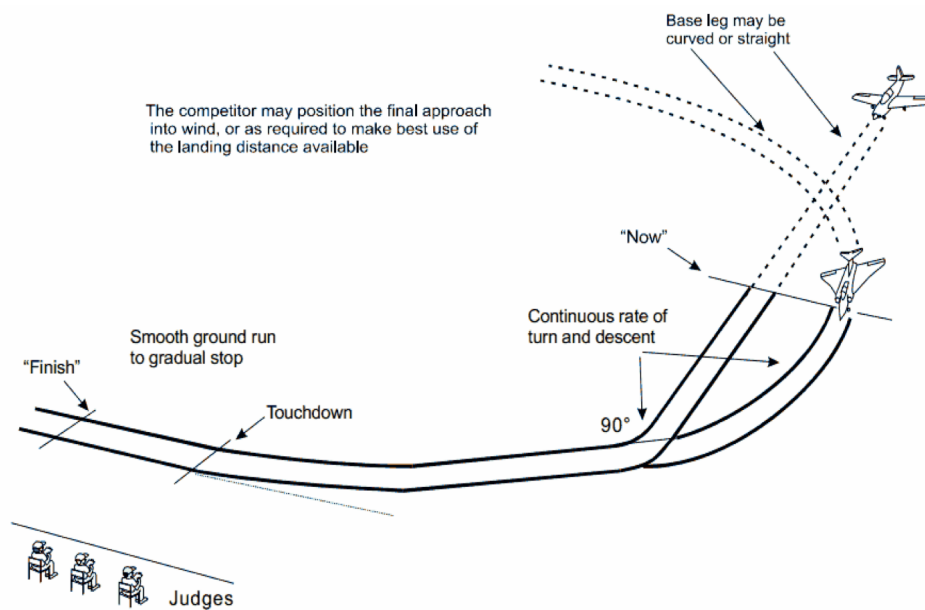 Base leg may be
curved or straight
The competitor may position the final approach
into wind, or as required to make best use of
the landing distance available
“Now”
Continuous rate of
turn and descent
Smooth ground run
to gradual stop
“Finish”
Touchdown
90°
Judges